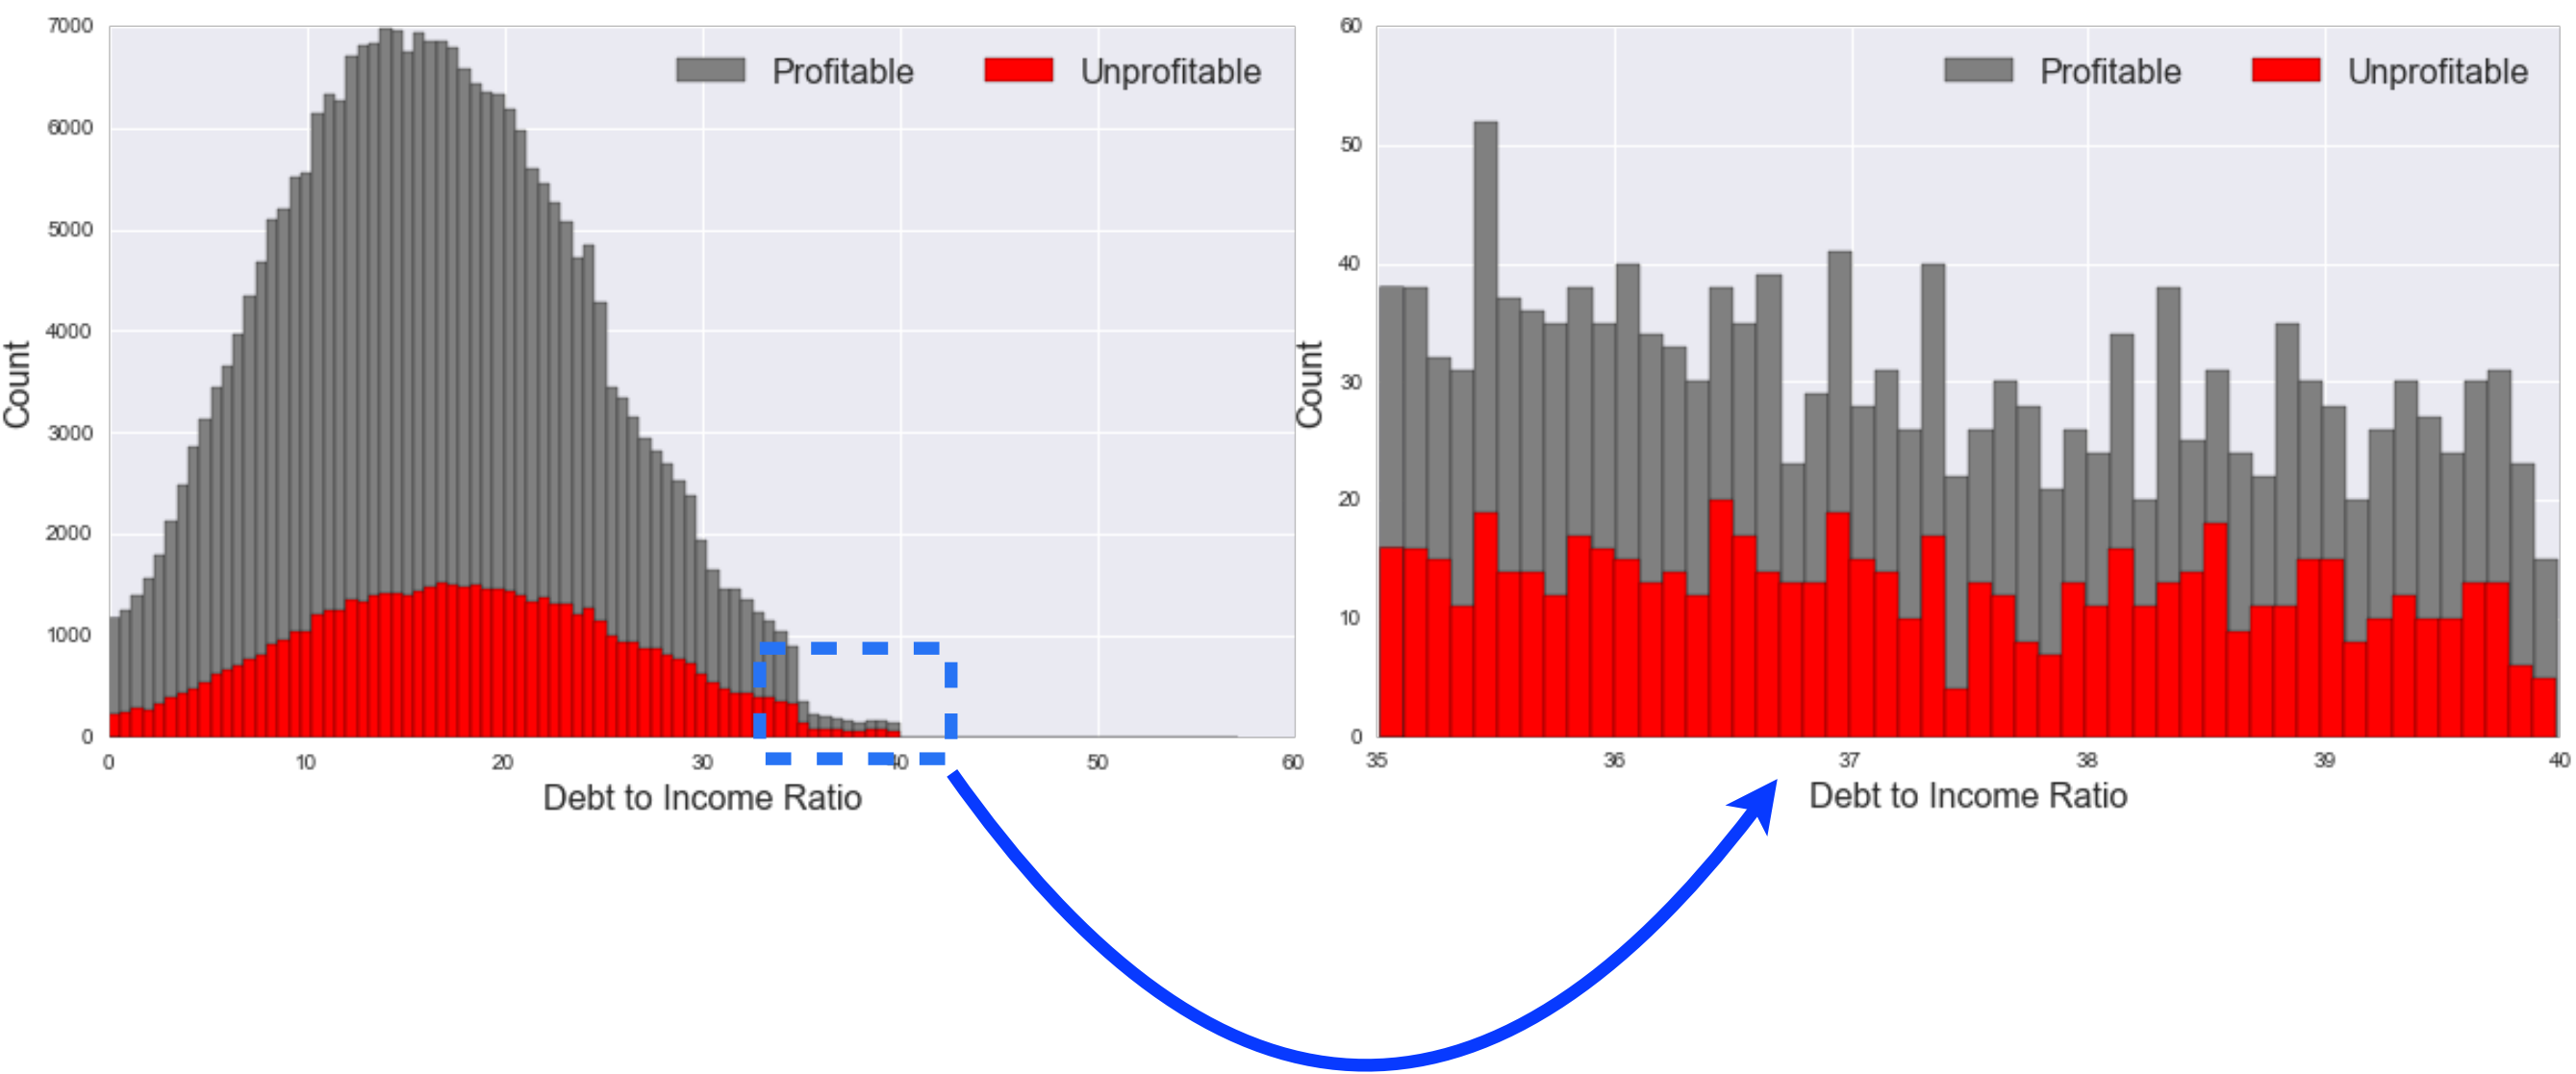 7000
6000
5000
4000
3000
2000
1000
0
Count
Profitable Unprofitable
0 10 20 30 40 50 60
Debt to Income Ratio
60
50
40
30
20
10
0
Count
Profitable Unprofitable
35 36 37 38 39 40
Debt to Income Ratio